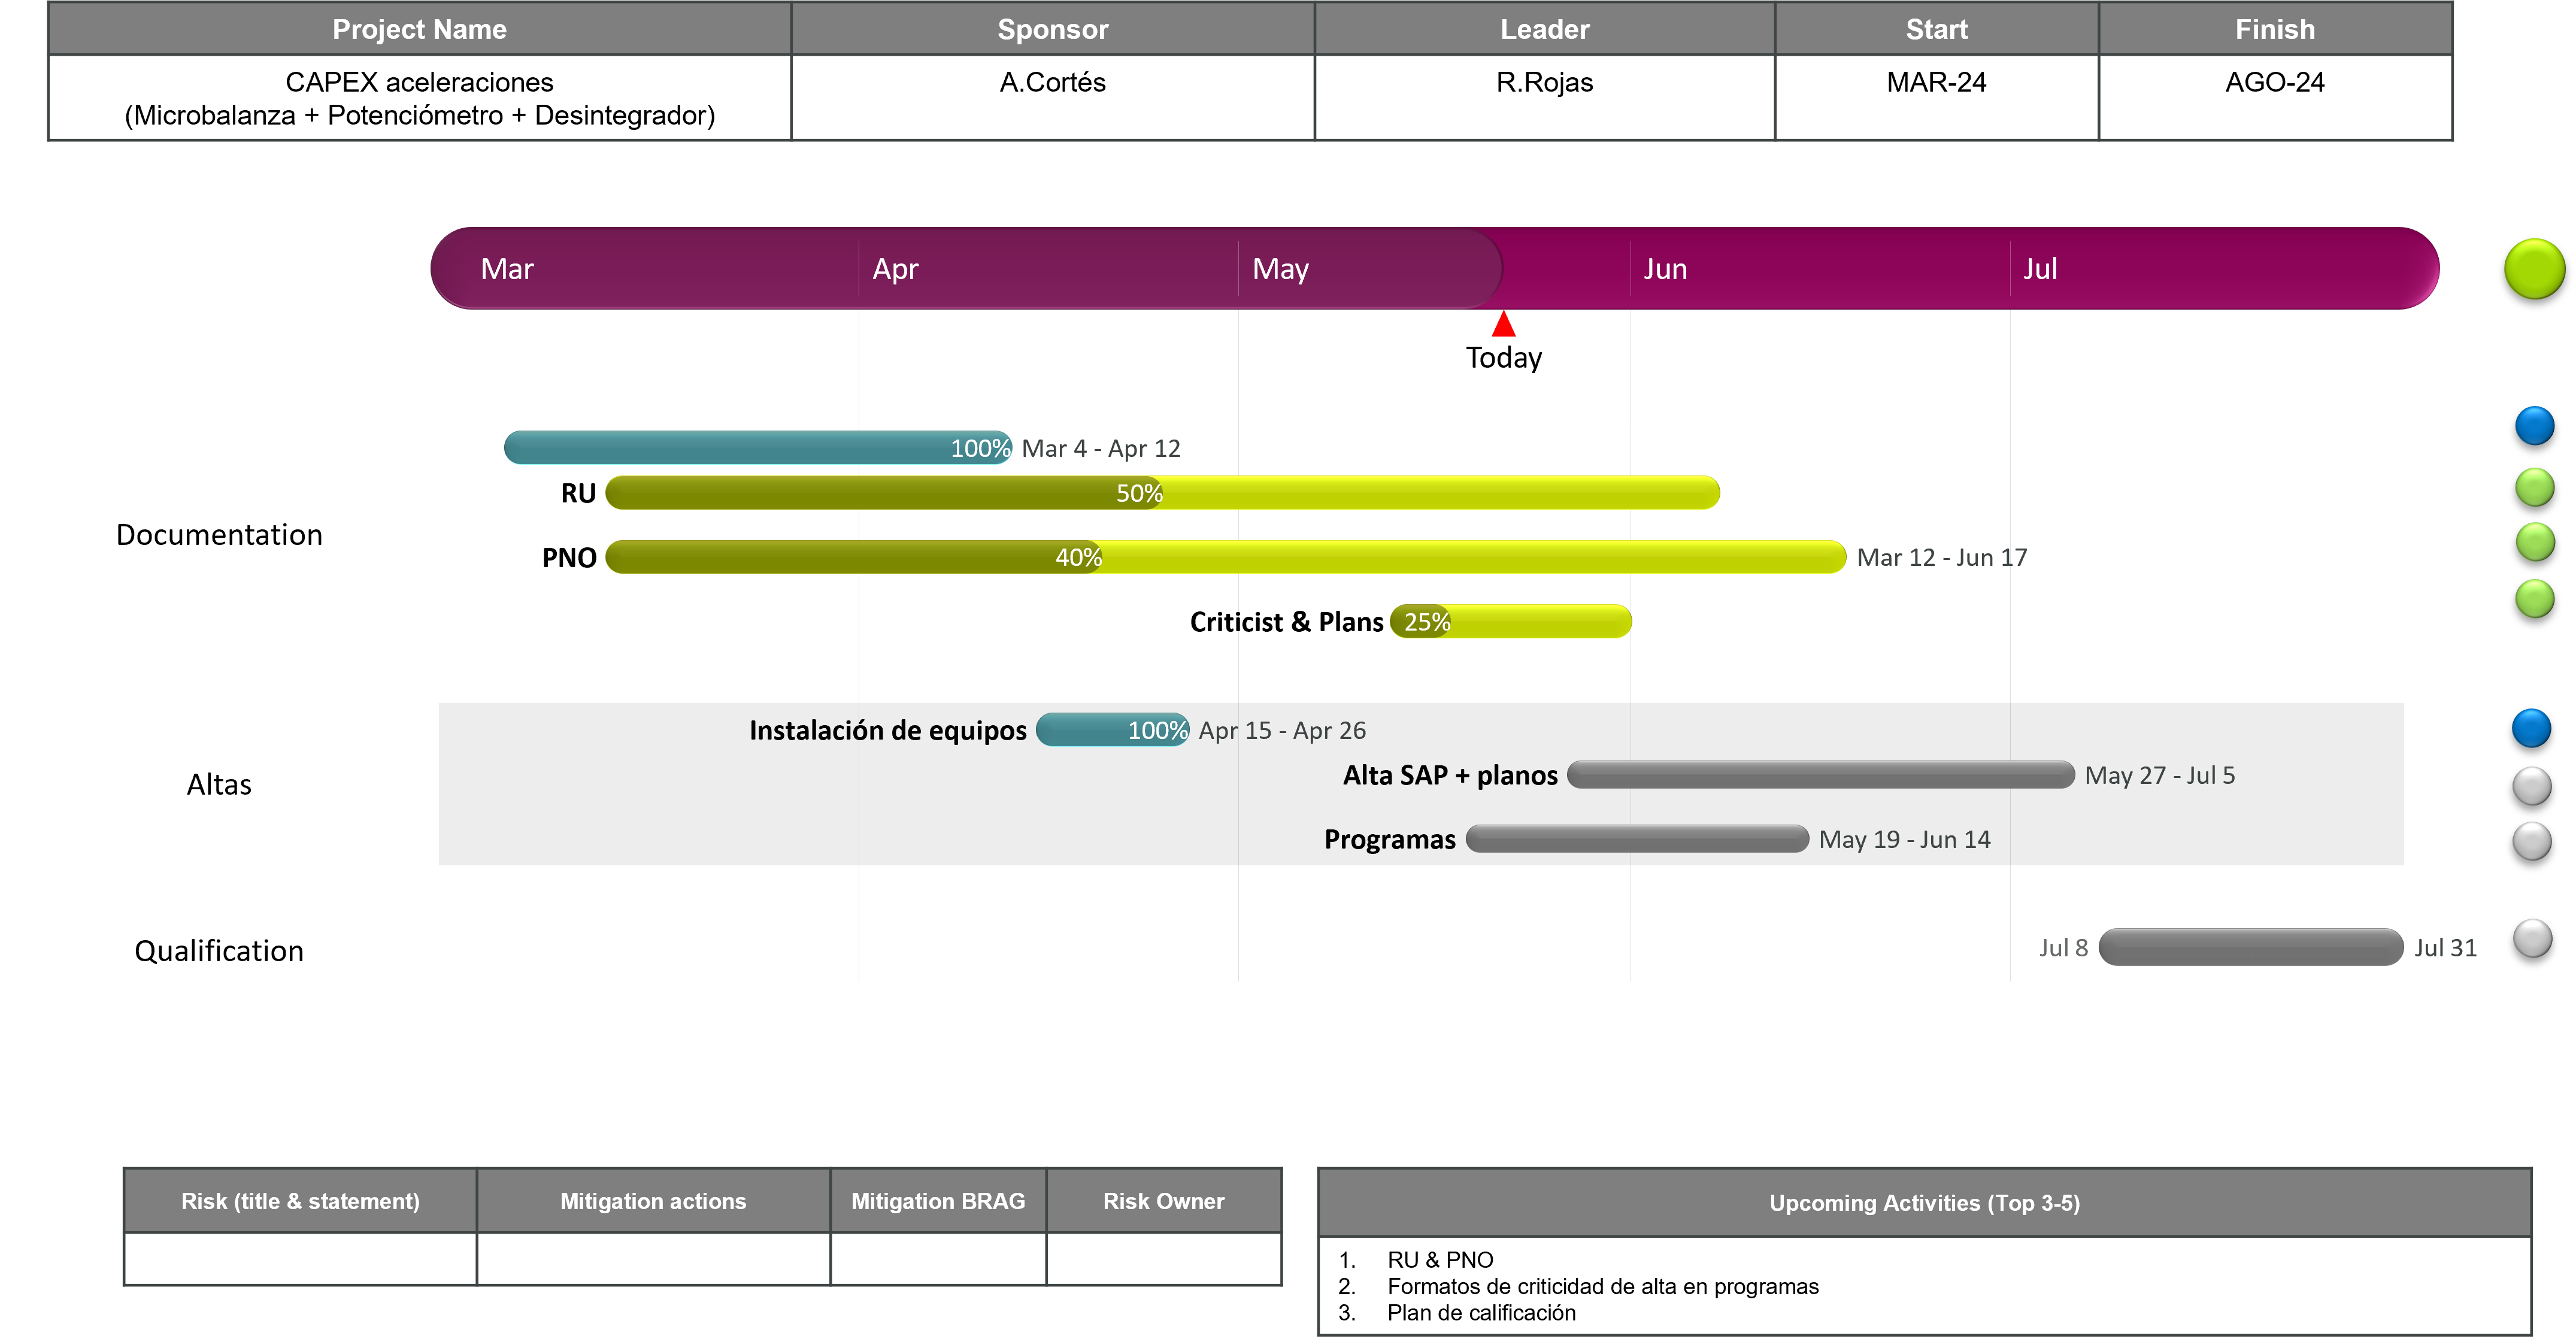 Project Name Sponsor Leader Start Finish
CAPEX aceleraciones A.Cortés R.Rojas MAR-24 AGO-24
(Microbalanza + Potenciómetro + Desintegrador)
Mar Apr May Jun Jul
Today
100% Mar 4 - Apr 12
RU 50%
Documentation
PNO 40% Mar 12 - Jun 17
Criticist & Plans 25%
Instalación de equipos 100% Apr 15 - Apr 26
Alta SAP + planos May 27 - Jul 5
Altas
Programas May 19 - Jun 14
Qualification Jul 8 Jul 31
Risk (title & statement) Mitigation actions Mitigation BRAG Risk Owner
Upcoming Activities (Top 3-5)
1. RU & PNO
2. Formatos de criticidad de alta en programas
3. Plan de calificación